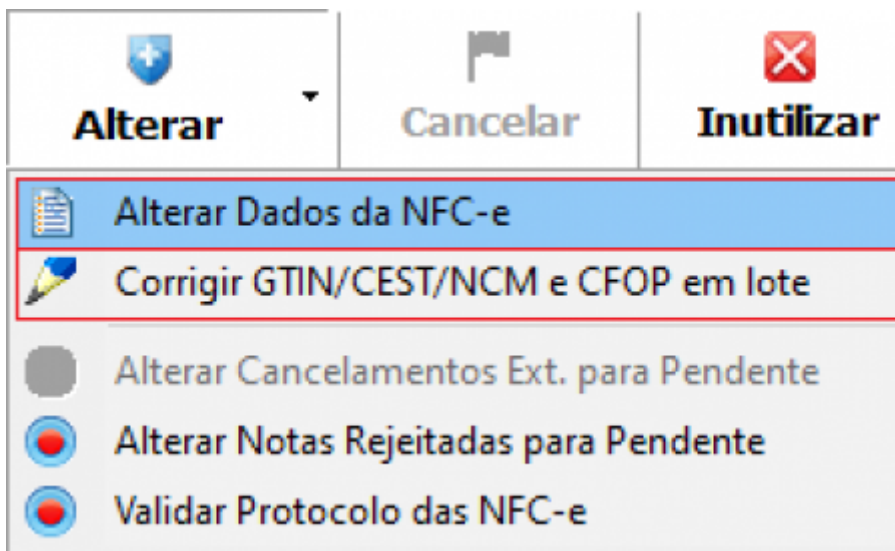 Alterar
Cancelar
Inutilizar
Alterar Dados da NFC-e
Corrigir GTIN/CEST/NCM e CFOP em lote
Alterar Cancelamentos Ext. para Pendente
Alterar Notas Rejeitadas para Pendente
Validar Protocolo das NFC-e